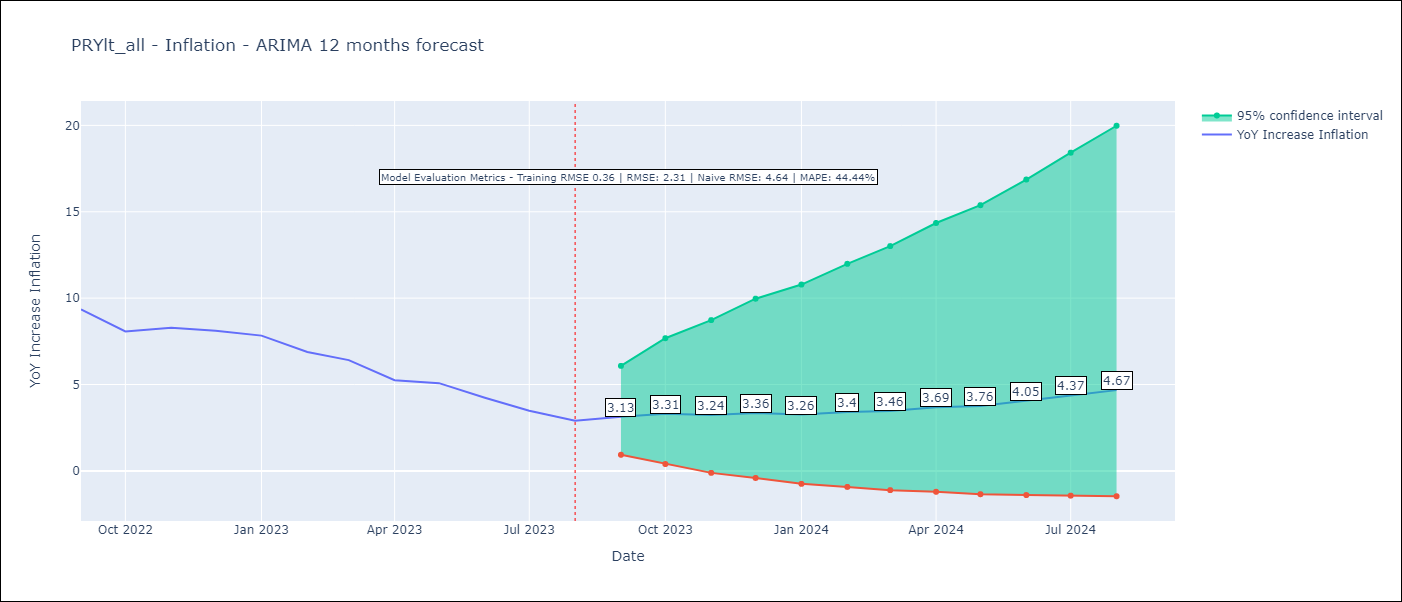 PRYlt_all - Inflation - ARIMA 12 months forecast
95% confidence interval
YoY Increase Inflation
Model Evaluation Metrics - Training RMSE 0.36 | RMSE: 2.31 | Naive RMSE: 4.64 | MAPE: 44.44%
YoY Increase Inflation
20
15
10
5
0
3.13
3.31
3.24
3.36
3.26
3.4
3.46
3.69
3.76
4.05
4.37
4.67
Oct 2022
Jan 2023
Apr 2023
Jul 2023
Oct 2023
Jan 2024
Apr 2024
Jul 2024
Date